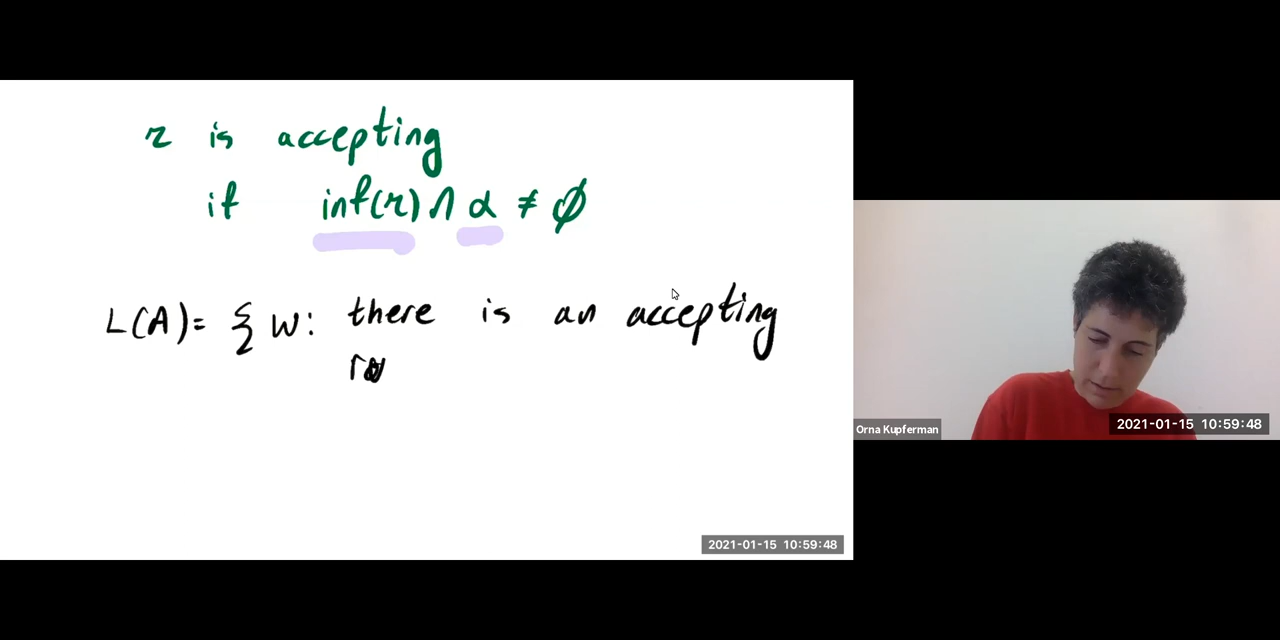 r is accepting
if inf(r) ∩ α ≠ ∅
L(A) = { w: there is an accepting
Orna Kupferman
2021-01-15 10:59:48
2021-01-15 10:59:48